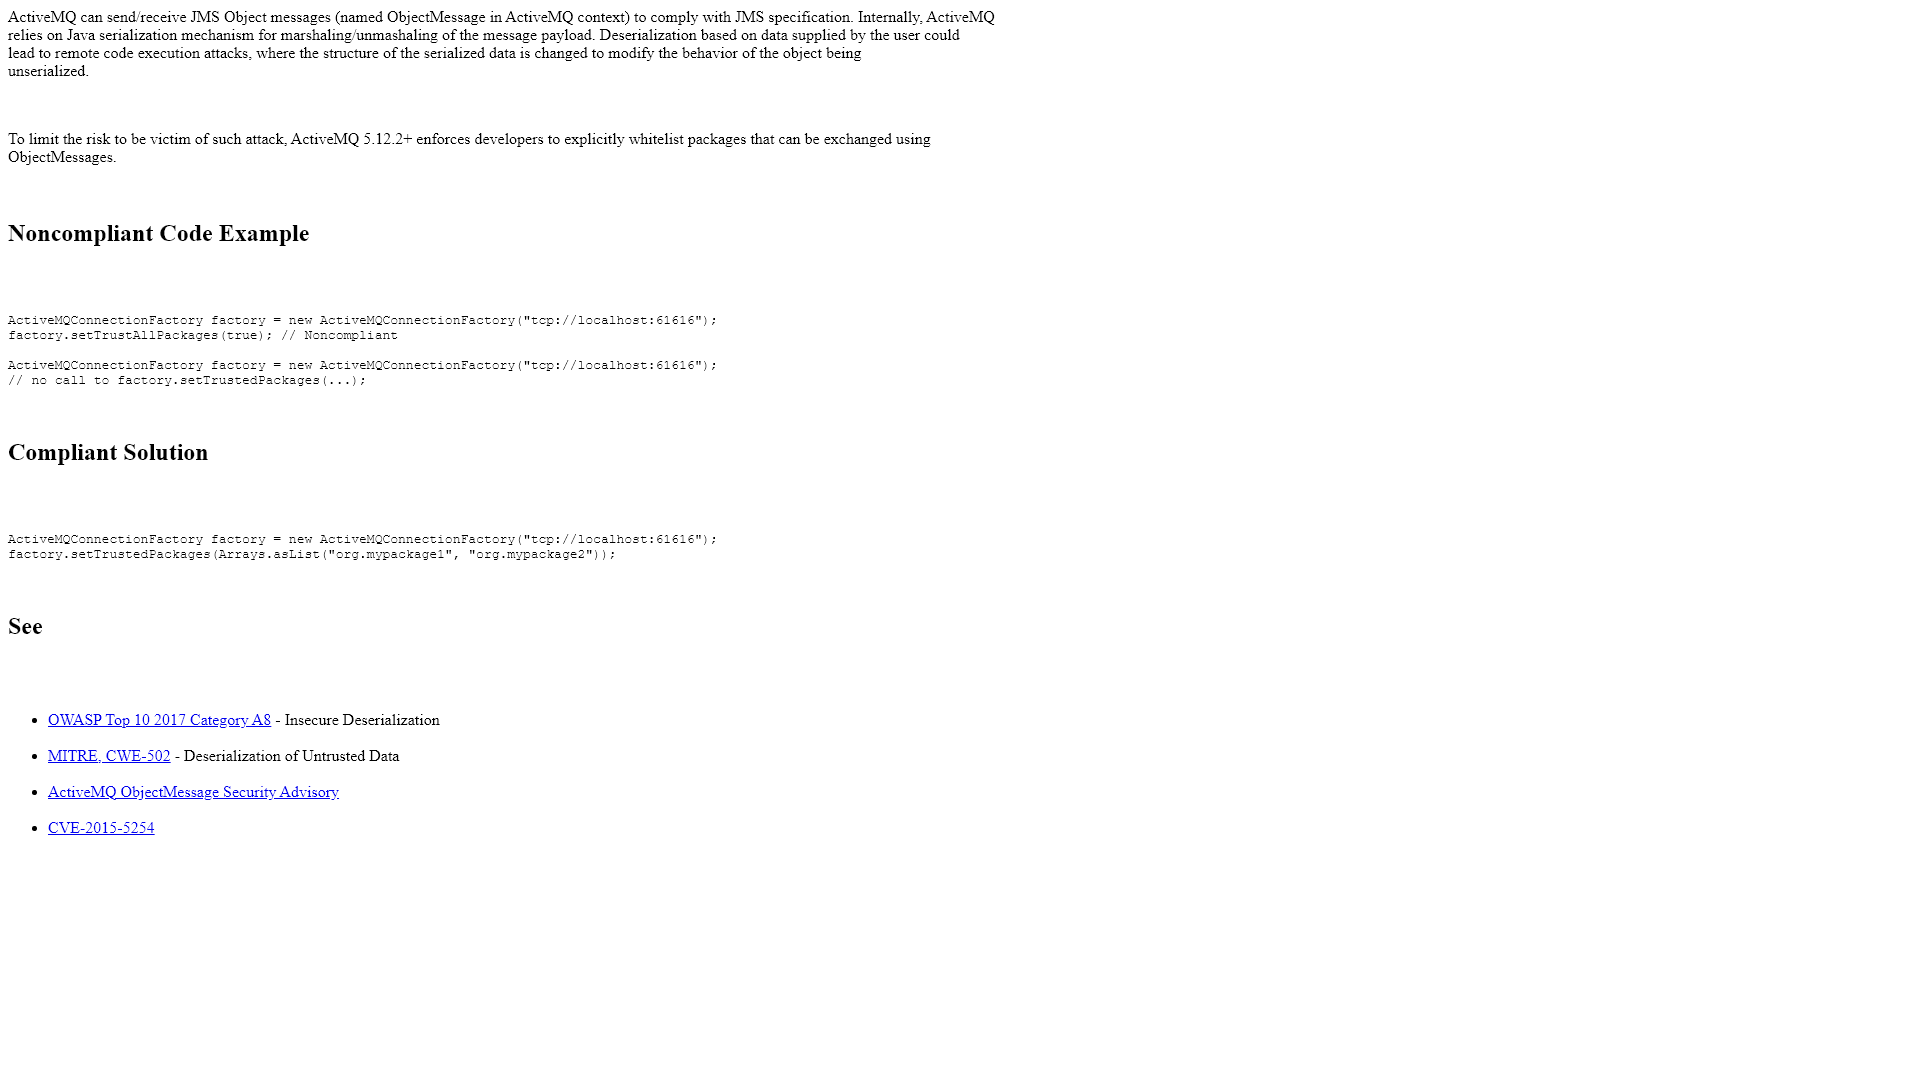 ActiveMQ can send/receive JMS Object messages (named ObjectMessage in ActiveMQ context) to comply with JMS specification. Internally, ActiveMQ
relies on Java serialization mechanism for marshaling/unmashaling of the message payload. Deserialization based on data supplied by the user could
lead to remote code execution attacks, where the structure of the serialized data is changed to modify the behavior of the object being
unserialized.
To limit the risk to be victim of such attack, ActiveMQ 5.12.2+ enforces developers to explicitly whitelist packages that can be exchanged using
ObjectMessages.
Noncompliant Code Example
ActiveMQConnectionFactory factory = new ActiveMQConnectionFactory("tcp://localhost:61616");
factory.setTrustAllPackages(true); // Noncompliant
ActiveMQConnectionFactory factory = new ActiveMQConnectionFactory("tcp://localhost:61616");
// no call to factory.setTrustedPackages(...);
Compliant Solution
ActiveMQConnectionFactory factory = new ActiveMQConnectionFactory("tcp://localhost:61616");
factory.setTrustedPackages(Arrays.asList("org.mypackage1", "org.mypackage2"));
See
• OWASP Top 10 2017 Category A8 - Insecure Deserialization
• MITRE, CWE-502 - Deserialization of Untrusted Data
• ActiveMQ ObjectMessage Security Advisory
• CVE-2015-5254